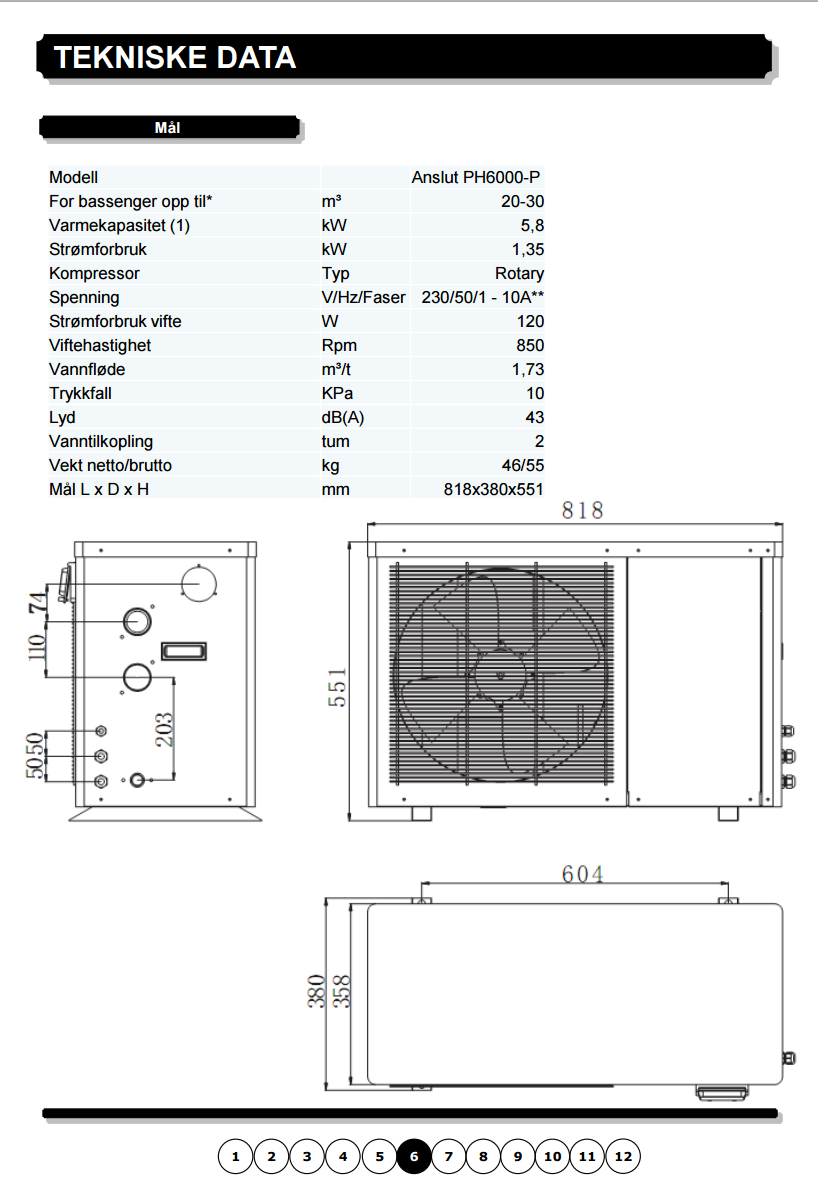 TEKNISKE DATA
Mål
Modell Anslut PH6000-P
For bassenger opp til* m³ 20-30
Varmekapasitet (1) kW 5,8
Strømforbruk kW 1,35
Kompressor Typ Rotary
Spenning V/Hz/Faser 230/50/1 - 10A**
Strømforbruk vifte W 120
Viftehastighet Rpm 850
Vannfløde m³/t 1,73
Trykkfall KPa 10
Lyd dB(A) 43
Vanntilkopling tum 2
Vekt netto/brutto kg 46/55
Mål L x D x H mm 818x380x551
818
74
110
203
50
50
551
604
380
358
1 2 3 4 5 6 7 8 9 10 11 12